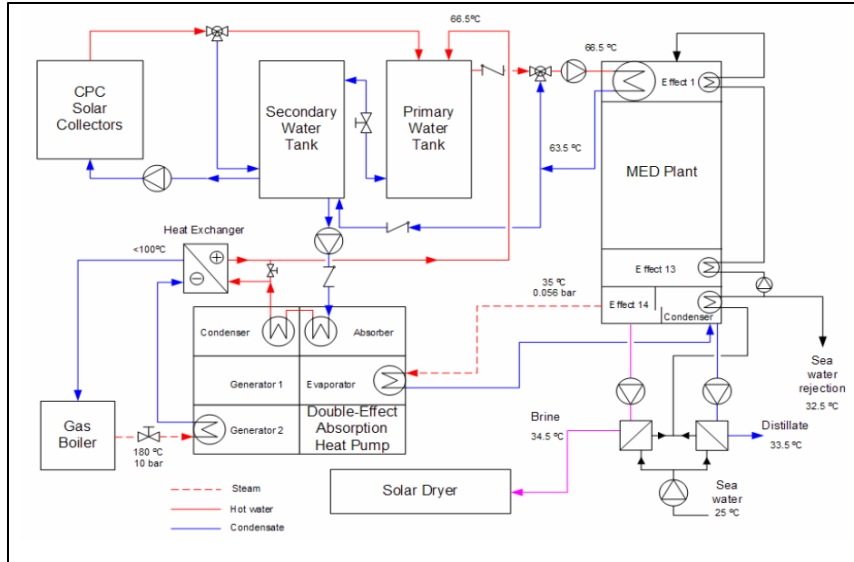 66.5ºC
66.5 ºC
CPC
Solar
Collectors
Secondary
Water
Tank
Primary
Water
Tank
Effect 1
63.5 ºC
MED Plant
Heat Exchanger
<100ºC
+
−
Effect 13
35 ºC
0.056 bar
Effect 14
Condenser
Condenser
Absorber
Generator 1
Evaporator
Sea
water
rejection
32.5 ºC
Gas
Boiler
Generator 2
Double-Effect
Absorption
Heat Pump
180 ºC
10 bar
Brine
34.5 ºC
Distillate
33.5 ºC
Steam
Hot water
Condensate
Solar Dryer
Sea
water
25 ºC